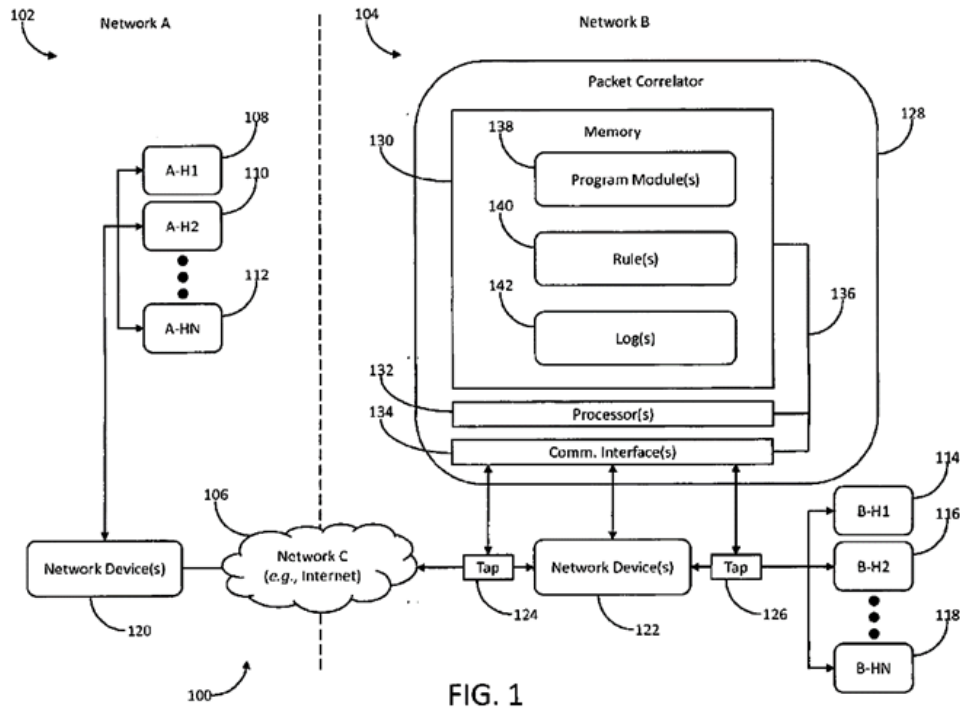 102
Network A
104
Network B
Packet Correlator
128
Memory
130
138
Program Module(s)
108
A-H1
110
A-H2
140
Rule(s)
112
A-HN
142
Log(s)
136
132
Processor(s)
134
Comm. Interface(s)
114
B-H1
106
116
Network Device(s)
Network C
(e.g., Internet)
Tap
Network Device(s)
Tap
B-H2
120
124
122
126
118
B-HN
100
FIG. 1